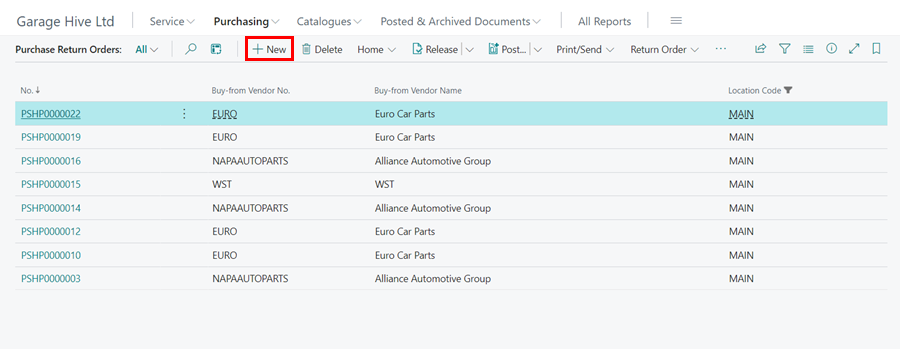 Garage Hive Ltd Service Purchasing Catalogues Posted & Archived Documents All Reports
Purchase Return Orders: All New Delete Home Release Post... Print/Send Return Order ...
No. ↓ Buy-from Vendor No. Buy-from Vendor Name Location Code
PSHP0000022 EURO Euro Car Parts MAIN
PSHP0000019 EURO Euro Car Parts MAIN
PSHP0000016 NAPAAUTOPARTS Alliance Automotive Group MAIN
PSHP0000015 WST WST MAIN
PSHP0000014 NAPAAUTOPARTS Alliance Automotive Group MAIN
PSHP0000012 EURO Euro Car Parts MAIN
PSHP0000010 EURO Euro Car Parts MAIN
PSHP0000003 NAPAAUTOPARTS Alliance Automotive Group MAIN